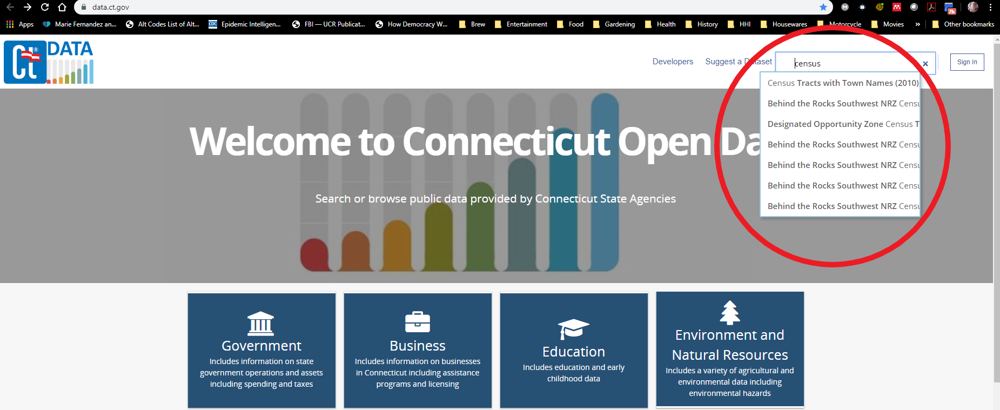 data.ct.gov
7h
Apps Marie Fernandez an... Alt Codes List of Alt... CDC Epidemic Intelligen... FBI — UCR Publicat... How Democracy W... Brew Entertainment Food Gardening Health History HHI Housewares Motorcycle Movies » Other bookmarks
Ct® DATA
Developers Suggest a Dataset census × Sign In
Census Tracts with Town Names (2010)
Behind the Rocks Southwest NRZ Censu
Designated Opportunity Zone Census T
Behind the Rocks Southwest NRZ Censu
Behind the Rocks Southwest NRZ Censu
Behind the Rocks Southwest NRZ Censu
Behind the Rocks Southwest NRZ Censu
Welcome to Connecticut Open Da
Search or browse public data provided by Connecticut State Agencies
Government
Includes information on state
government operations and assets
including spending and taxes
Business
Includes information on businesses
in Connecticut including assistance
programs and licensing
Education
Includes education and early
childhood data
Environment and
Natural Resources
Includes a variety of agricultural and
environmental data including
environmental hazards